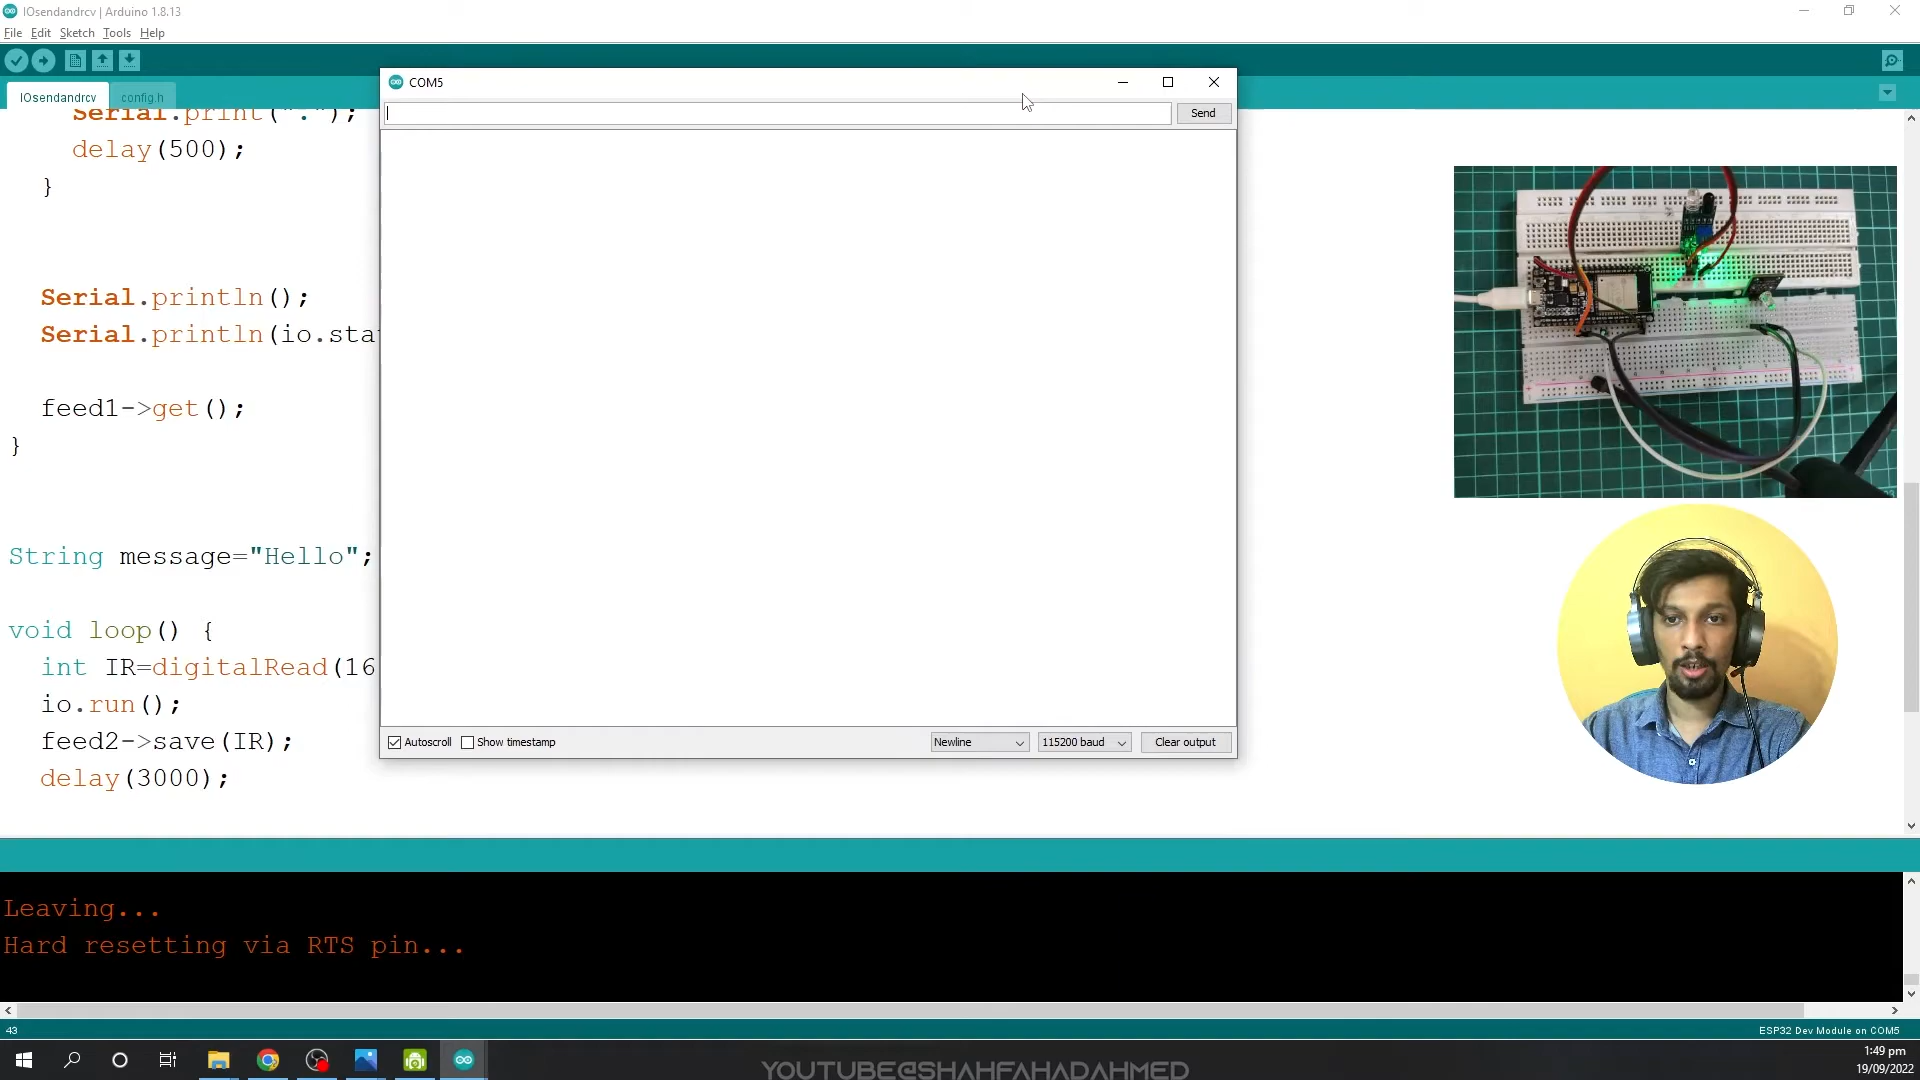 IOsendandrcv | Arduino 1.8.13
File Edit Sketch Tools Help
IOsendandrcv config.h
Serial.print(".");
delay(500);
}
Serial.println();
Serial.println(io.sta
feed1->get();
}
String message="Hello";
void loop() {
int IR=digitalRead(16
io.run();
feed2->save(IR);
delay(3000);
COM5
Send
Autoscroll Show timestamp Newline 115200 baud Clear output
Leaving...
Hard resetting via RTS pin...
43 ESP32 Dev Module on COM5
1:49 pm
19/09/2022
YOUTUBE@SHAHFAHADAHMED